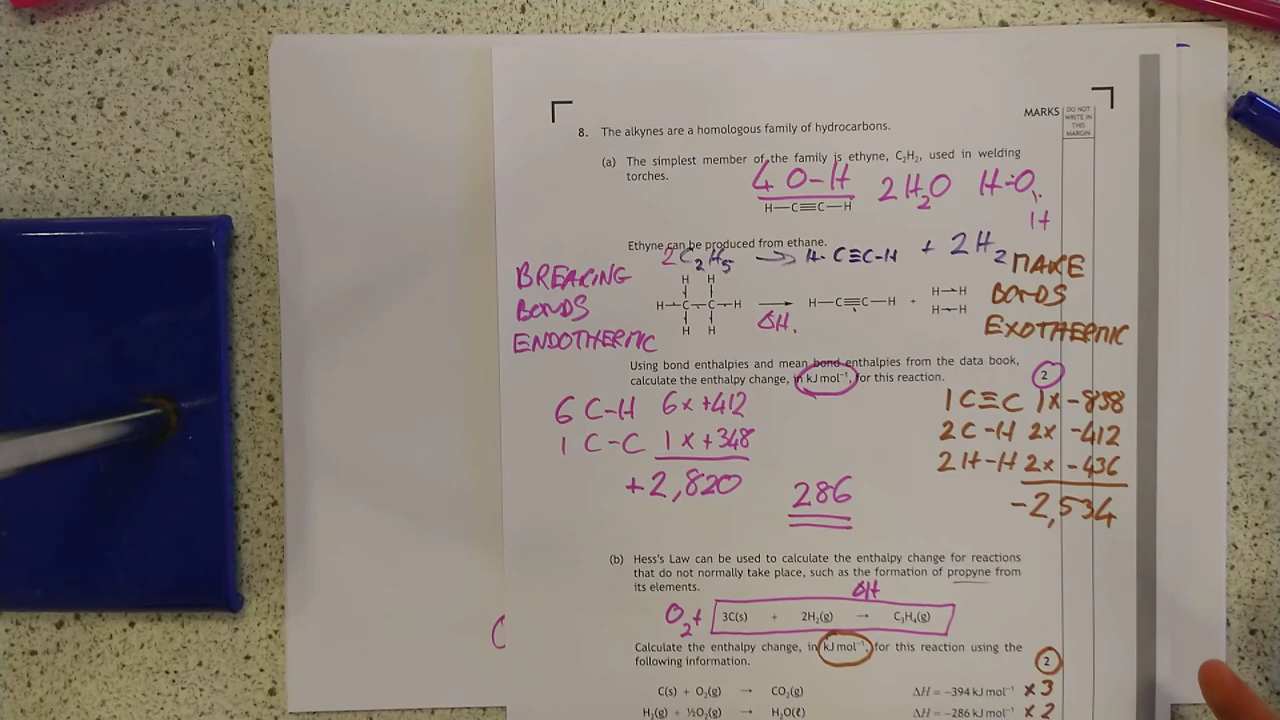 MARKS
DO NOT
WRITE IN
THIS
MARGIN
8. The alkynes are a homologous family of hydrocarbons.
(a) The simplest member of the family is ethyne, C₂H₂, used in welding
torches.
4 O-H 2H₂O H-O
H
H—C≡C—H
Ethyne can be produced from ethane.
2C₂H₅ → H-C≡C-H + 2H₂
BREAKING
BONDS
ENDOTHERMIC
H H
H—C—C—H → H—C≡C—H + H—H
H—H
H H
ΔH.
MAKE
BONDS
EXOTHERMIC
Using bond enthalpies and mean bond enthalpies from the data book,
calculate the enthalpy change, in kJ mol⁻¹, for this reaction. 2
6 C-H 6x +412
1 C-C 1x +348
+2,820
286
1C≡C 1x -838
2C-H 2x -412
2H-H 2x -436
-2,534
(b) Hess's Law can be used to calculate the enthalpy change for reactions
that do not normally take place, such as the formation of propyne from
its elements.
ΔH
O₂+ 3C(s) + 2H₂(g) → C₃H₄(g)
Calculate the enthalpy change, in kJ mol⁻¹, for this reaction using the
following information. 2
C(s) + O₂(g) → CO₂(g) ΔH = −394 kJ mol⁻¹ x3
H₂(g) + ½O₂(g) → H₂O(ℓ) ΔH = −286 kJ mol⁻¹ x2